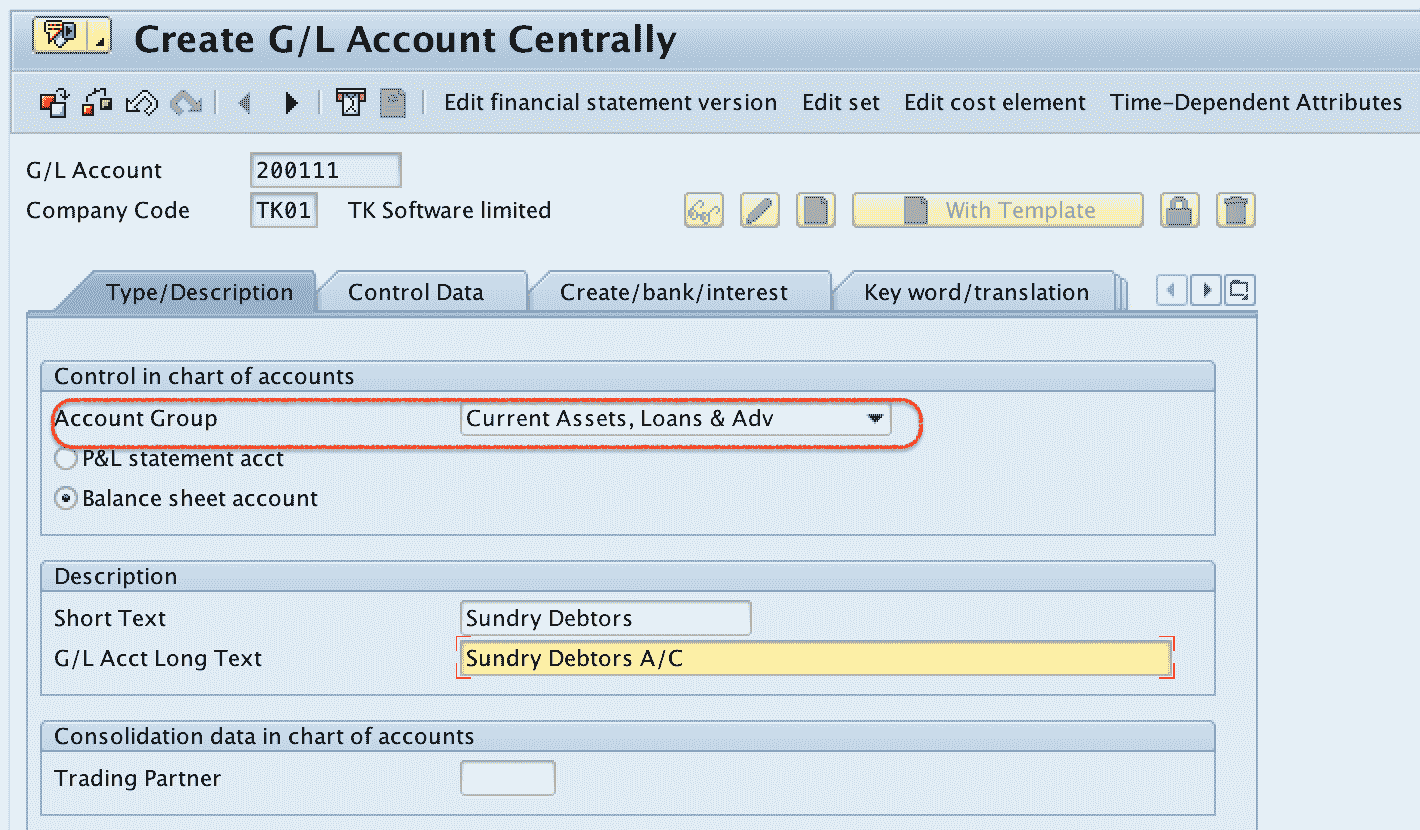 Create G/L Account Centrally
Edit financial statement version Edit set Edit cost element Time-Dependent Attributes
G/L Account 200111
Company Code TK01 TK Software limited With Template
Type/Description Control Data Create/bank/interest Key word/translation
Control in chart of accounts
Account Group Current Assets, Loans & Adv
P&L statement acct
Balance sheet account
Description
Short Text Sundry Debtors
G/L Acct Long Text Sundry Debtors A/C
Consolidation data in chart of accounts
Trading Partner